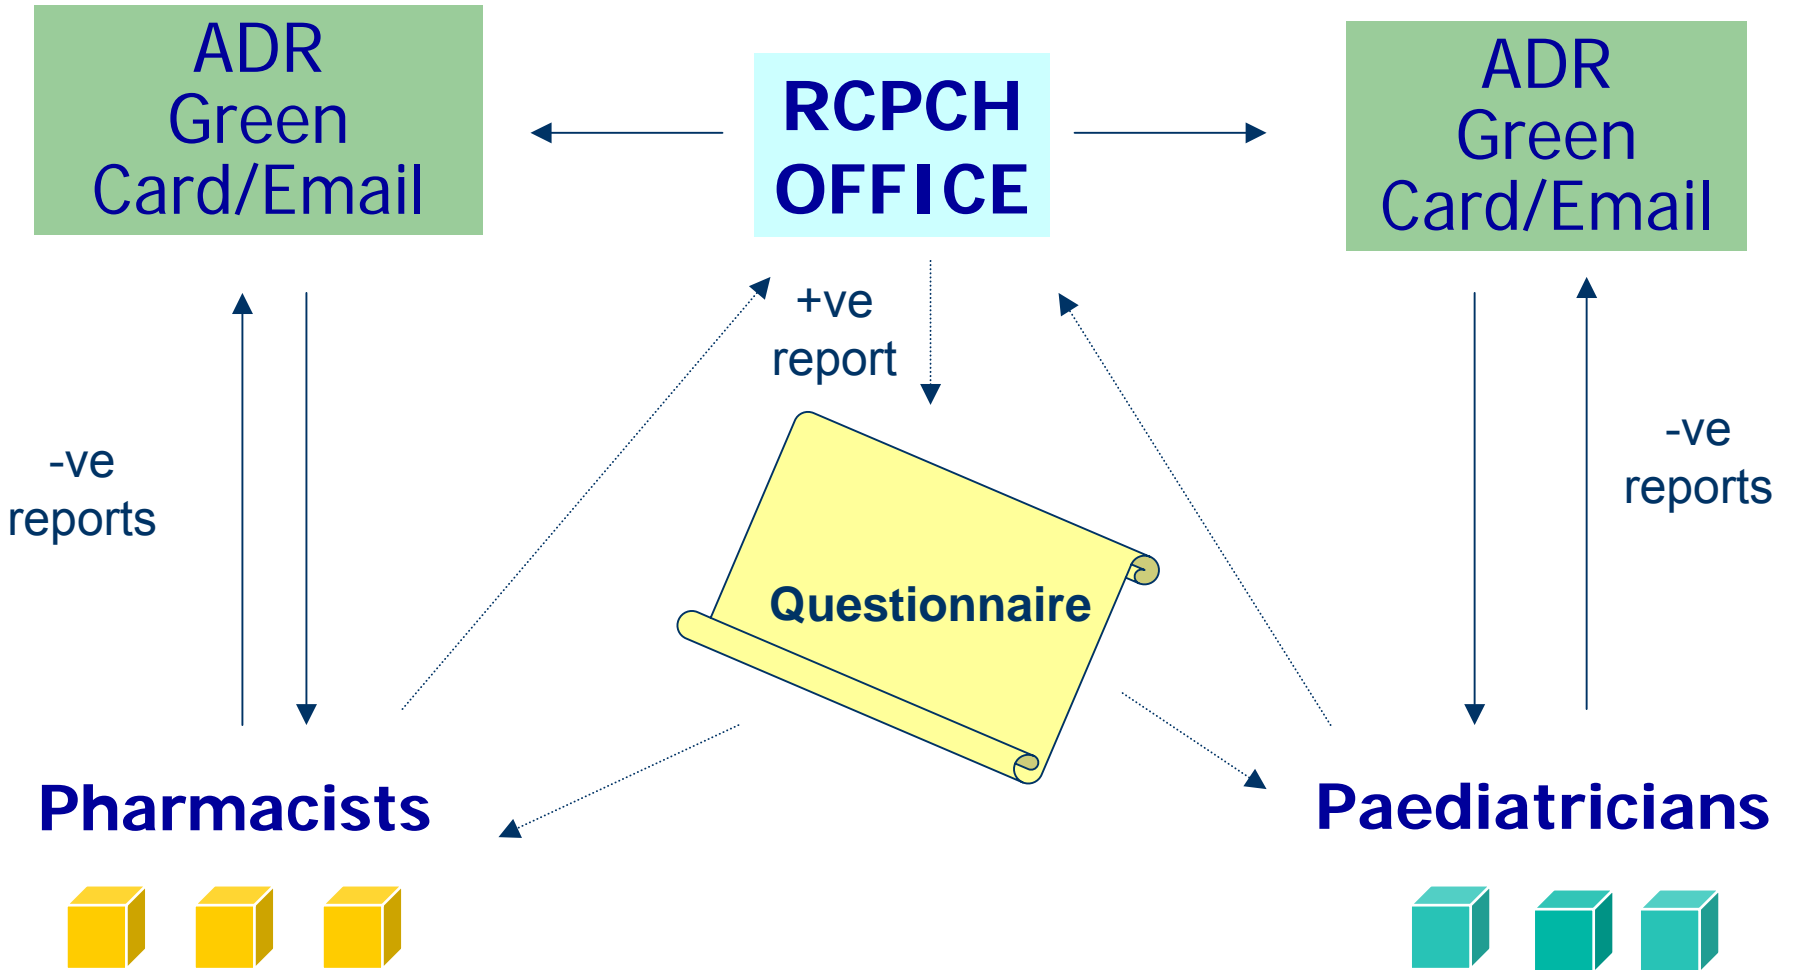 ADR
Green
Card/Email
RCPCH
OFFICE
ADR
Green
Card/Email
+ve
report
-ve
reports
-ve
reports
Questionnaire
Pharmacists
Paediatricians